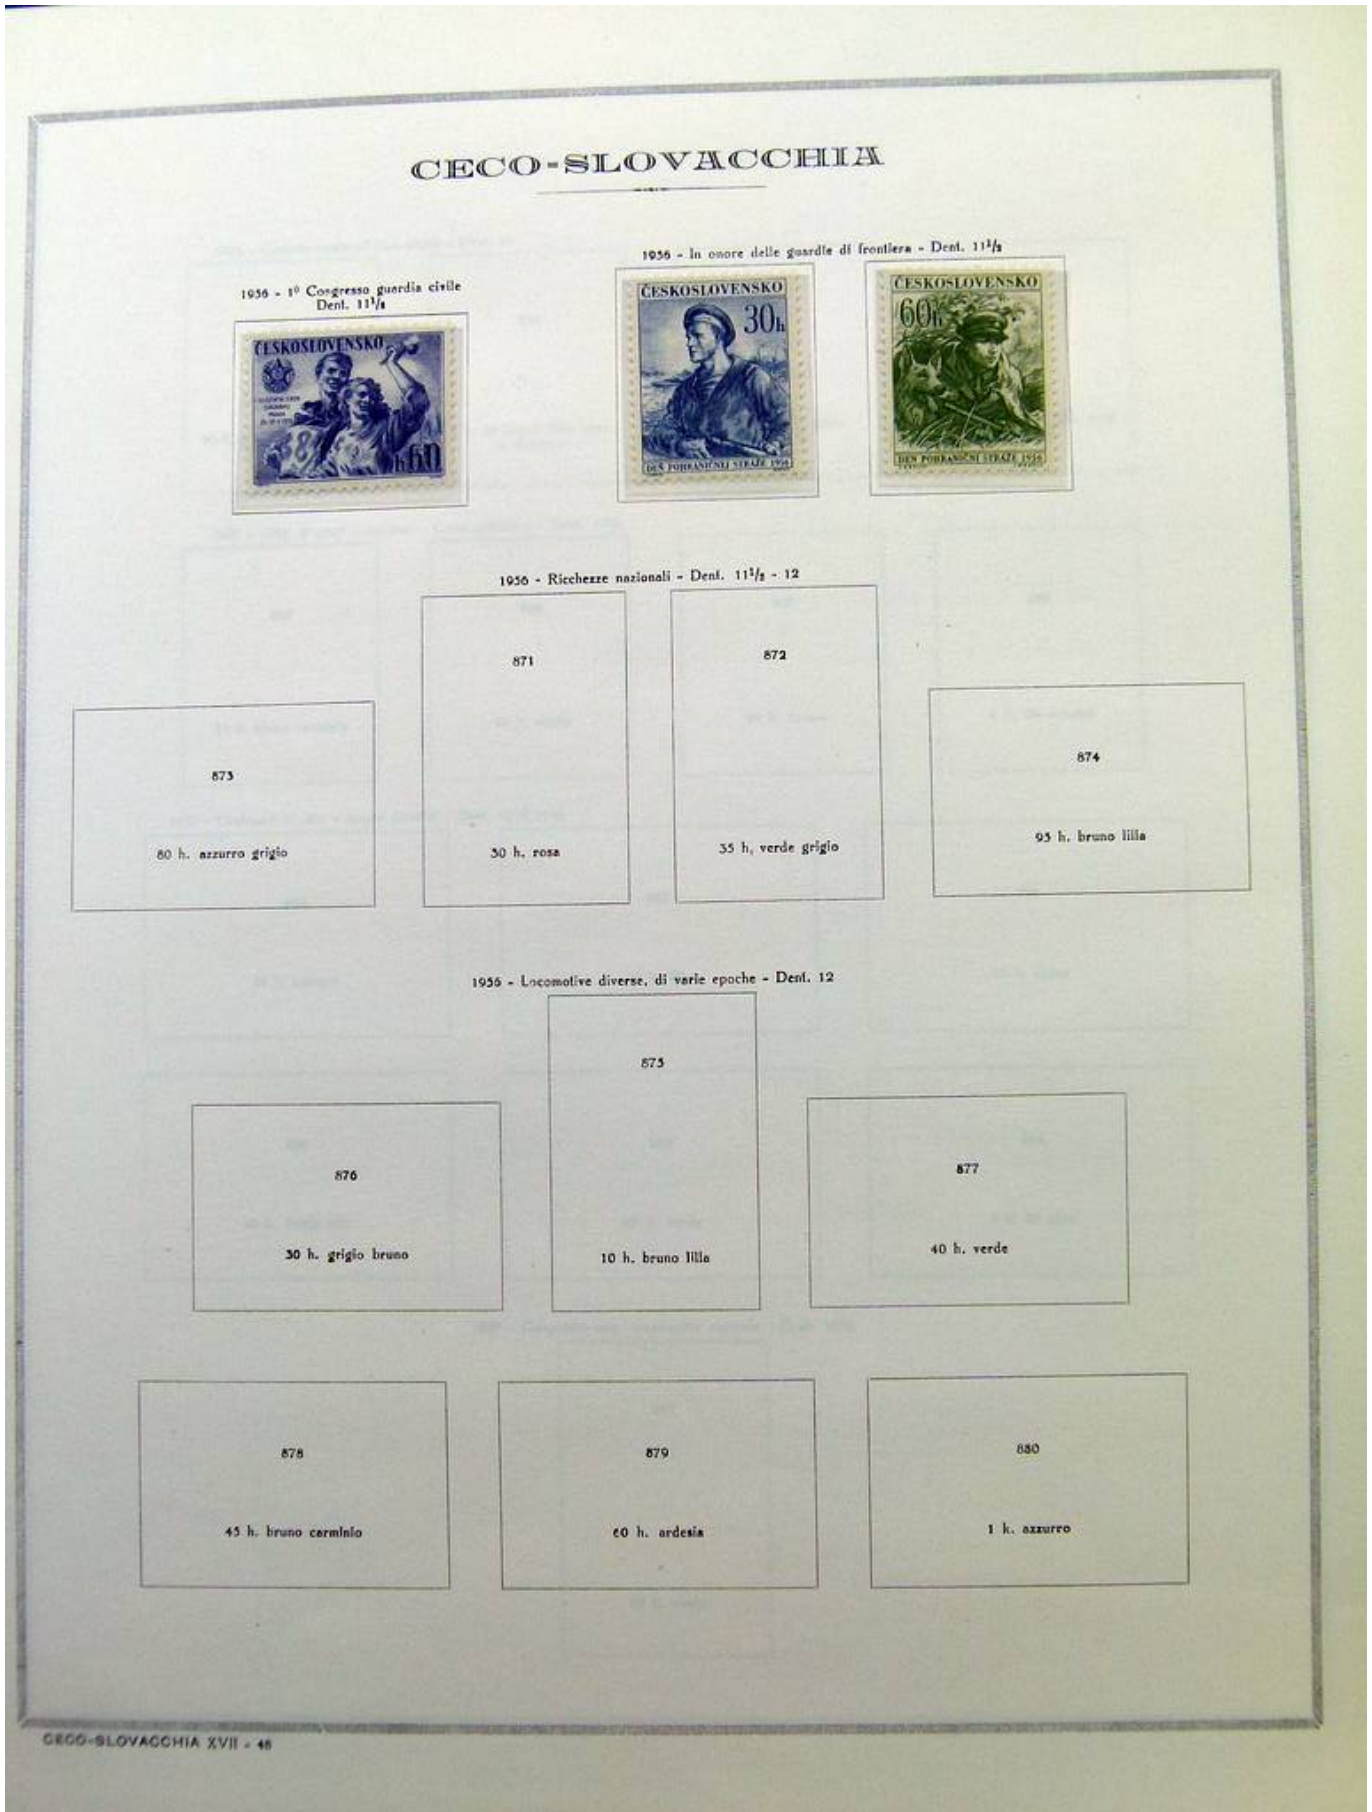 CECO-SLOVACCHIA
1956 - 1º Congresso guardia civile
Dent. 11½
ČESKOSLOVENSKO
h60
1956 - In onore delle guardie di frontiera - Dent. 11½
ČESKOSLOVENSKO
30h
DEŇ POHRANIČNEJ STRÁŽE 1956
ČESKOSLOVENSKO
60h
DEN POHRANIČNÍ STRÁŽE 1956
1956 - Ricchezze nazionali - Dent. 11½ - 12
873
80 h. azzurro grigio
871
30 h. rosa
872
35 h. verde grigio
874
95 h. bruno lilla
1956 - Locomotive diverse, di varie epoche - Dent. 12
876
30 h. grigio bruno
875
10 h. bruno lilla
877
40 h. verde
878
45 h. bruno carminio
879
60 h. ardesia
880
1 k. azzurro
CECO-SLOVACCHIA XVII - 46